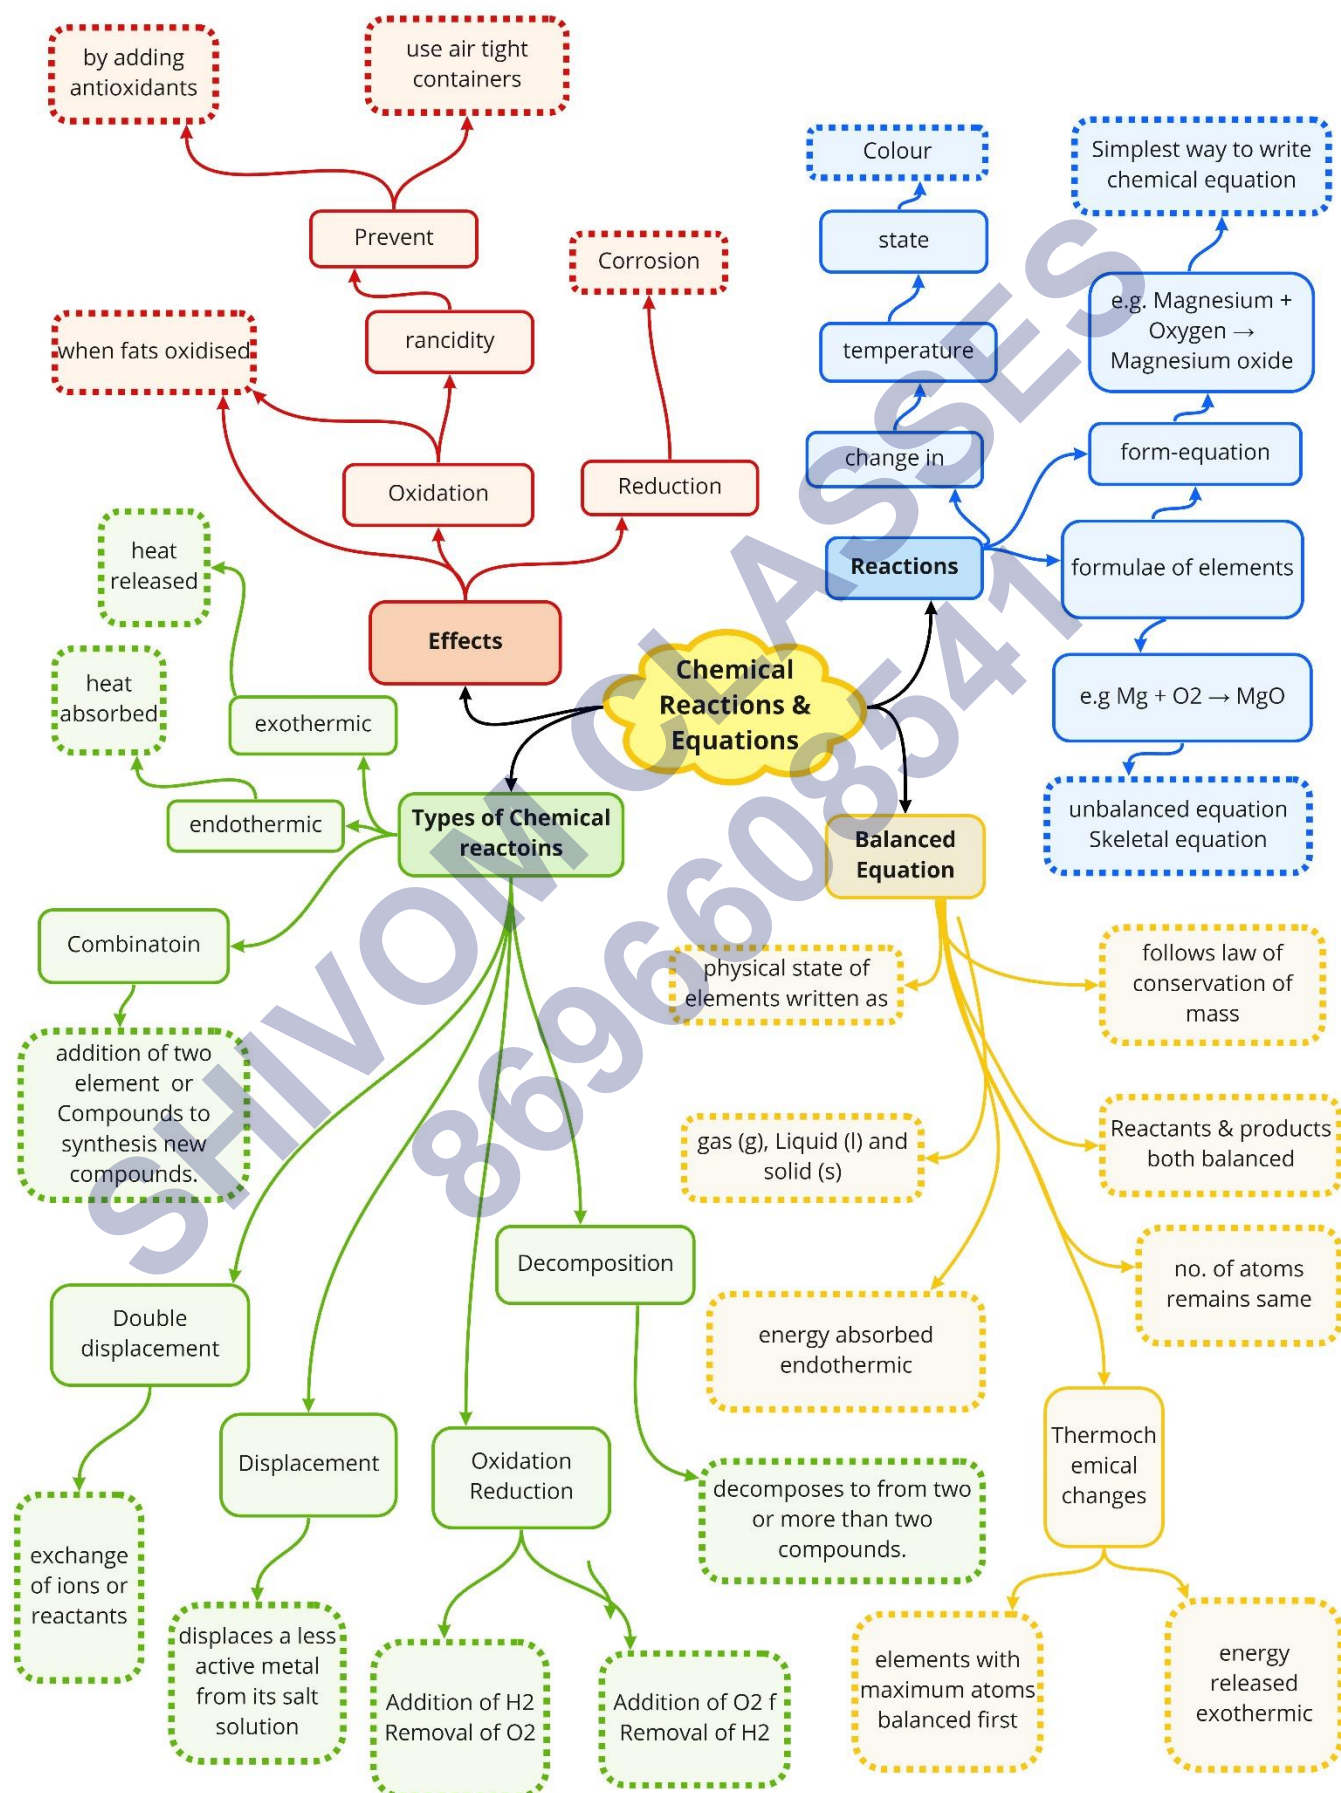 by adding
antioxidants
use air tight
containers
Prevent
Corrosion
when fats oxidised
rancidity
Oxidation
Reduction
Effects
Colour
state
temperature
change in
Reactions
Simplest way to write
chemical equation
e.g. Magnesium +
Oxygen →
Magnesium oxide
form-equation
formulae of elements
e.g Mg + O2 → MgO
unbalanced equation
Skeletal equation
Chemical
Reactions &
Equations
heat
released
heat
absorbed
exothermic
endothermic
Types of Chemical
reactoins
Combinatoin
addition of two
element or
Compounds to
synthesis new
compounds.
Double
displacement
exchange
of ions or
reactants
Displacement
displaces a less
active metal
from its salt
solution
Oxidation
Reduction
Addition of H2
Removal of O2
Addition of O2 f
Removal of H2
Decomposition
decomposes to from two
or more than two
compounds.
Balanced
Equation
physical state of
elements written as
follows law of
conservation of
mass
gas (g), Liquid (l) and
solid (s)
Reactants & products
both balanced
no. of atoms
remains same
energy absorbed
endothermic
Thermoch
emical
changes
elements with
maximum atoms
balanced first
energy
released
exothermic
SHIVOM CLASSES
8696608541